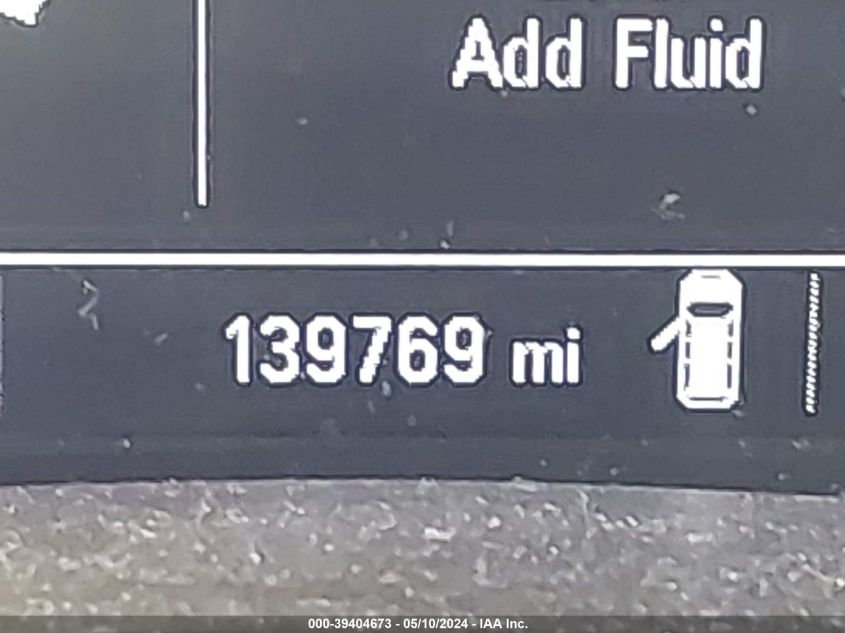 Add Fluid
139769 mi
000-39404673 - 05/10/2024 - IAA Inc.